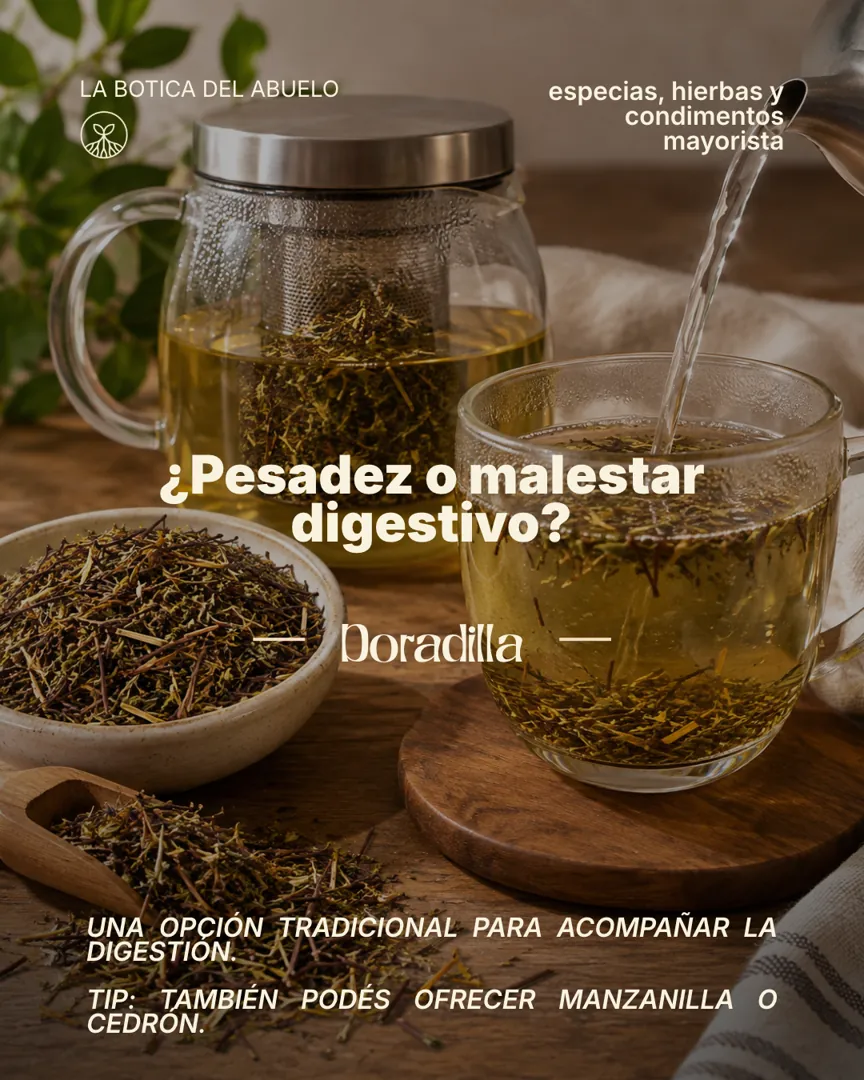 LA BOTICA DEL ABUELO
especias, hierbas y
condimentos
mayorista
¿Pesadez o malestar
digestivo?
Doradilla
UNA OPCIÓN TRADICIONAL PARA ACOMPAÑAR LA
DIGESTIÓN.
TIP: TAMBIÉN PODÉS OFRECER MANZANILLA O
CEDRÓN.